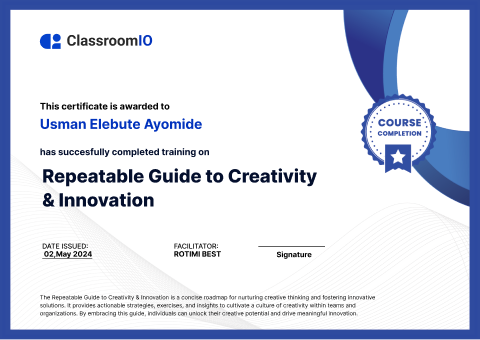 ClassroomIO
This certificate is awarded to
Usman Elebute Ayomide
has succesfully completed training on
Repeatable Guide to Creativity
& Innovation
COURSE
COMPLETION
DATE ISSUED:
02,May 2024
FACILITATOR:
ROTIMI BEST
Signature
The Repeatable Guide to Creativity & Innovation is a concise roadmap for nurturing creative thinking and fostering innovative
solutions. It provides actionable strategies, exercises, and insights to cultivate a culture of creativity within teams and
organizations. By embracing this guide, individuals can unlock their creative potential and drive meaningful innovation.